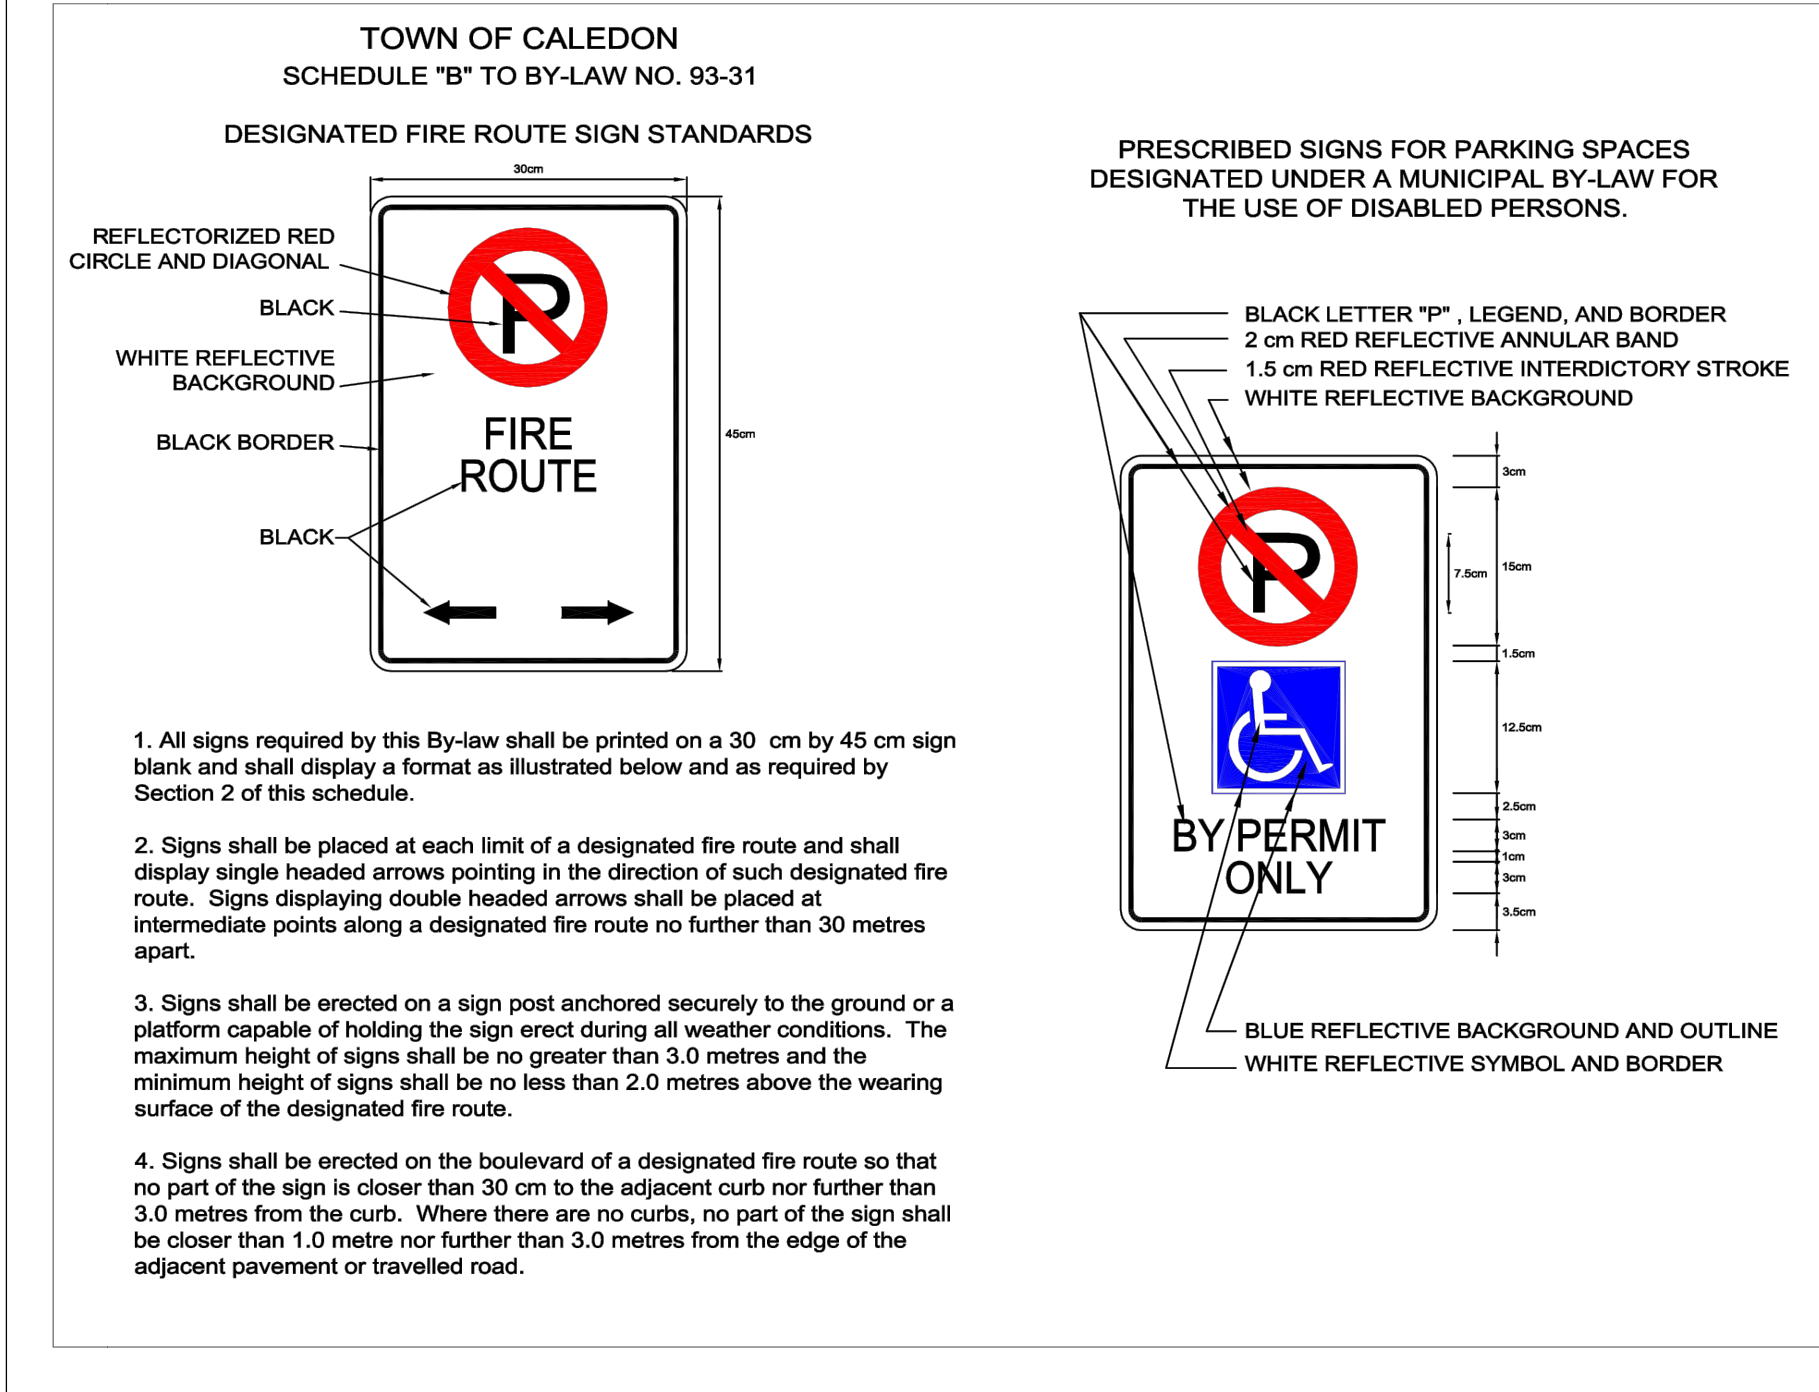 TOWN OF CALEDON
SCHEDULE "B" TO BY-LAW NO. 93-31
DESIGNATED FIRE ROUTE SIGN STANDARDS
30cm
REFLECTORIZED RED
CIRCLE AND DIAGONAL
BLACK
WHITE REFLECTIVE
BACKGROUND
BLACK BORDER
BLACK
P
FIRE
ROUTE
45cm
1. All signs required by this By-law shall be printed on a 30 cm by 45 cm sign
blank and shall display a format as illustrated below and as required by
Section 2 of this schedule.
2. Signs shall be placed at each limit of a designated fire route and shall
display single headed arrows pointing in the direction of such designated fire
route. Signs displaying double headed arrows shall be placed at
intermediate points along a designated fire route no further than 30 metres
apart.
3. Signs shall be erected on a sign post anchored securely to the ground or a
platform capable of holding the sign erect during all weather conditions. The
maximum height of signs shall be no greater than 3.0 metres and the
minimum height of signs shall be no less than 2.0 metres above the wearing
surface of the designated fire route.
4. Signs shall be erected on the boulevard of a designated fire route so that
no part of the sign is closer than 30 cm to the adjacent curb nor further than
3.0 metres from the curb. Where there are no curbs, no part of the sign shall
be closer than 1.0 metre nor further than 3.0 metres from the edge of the
adjacent pavement or travelled road.
PRESCRIBED SIGNS FOR PARKING SPACES
DESIGNATED UNDER A MUNICIPAL BY-LAW FOR
THE USE OF DISABLED PERSONS.
BLACK LETTER "P" , LEGEND, AND BORDER
2 cm RED REFLECTIVE ANNULAR BAND
1.5 cm RED REFLECTIVE INTERDICTORY STROKE
WHITE REFLECTIVE BACKGROUND
P
BY PERMIT
ONLY
3cm
7.5cm
15cm
1.5cm
12.5cm
2.5cm
3cm
1cm
3cm
3.5cm
BLUE REFLECTIVE BACKGROUND AND OUTLINE
WHITE REFLECTIVE SYMBOL AND BORDER